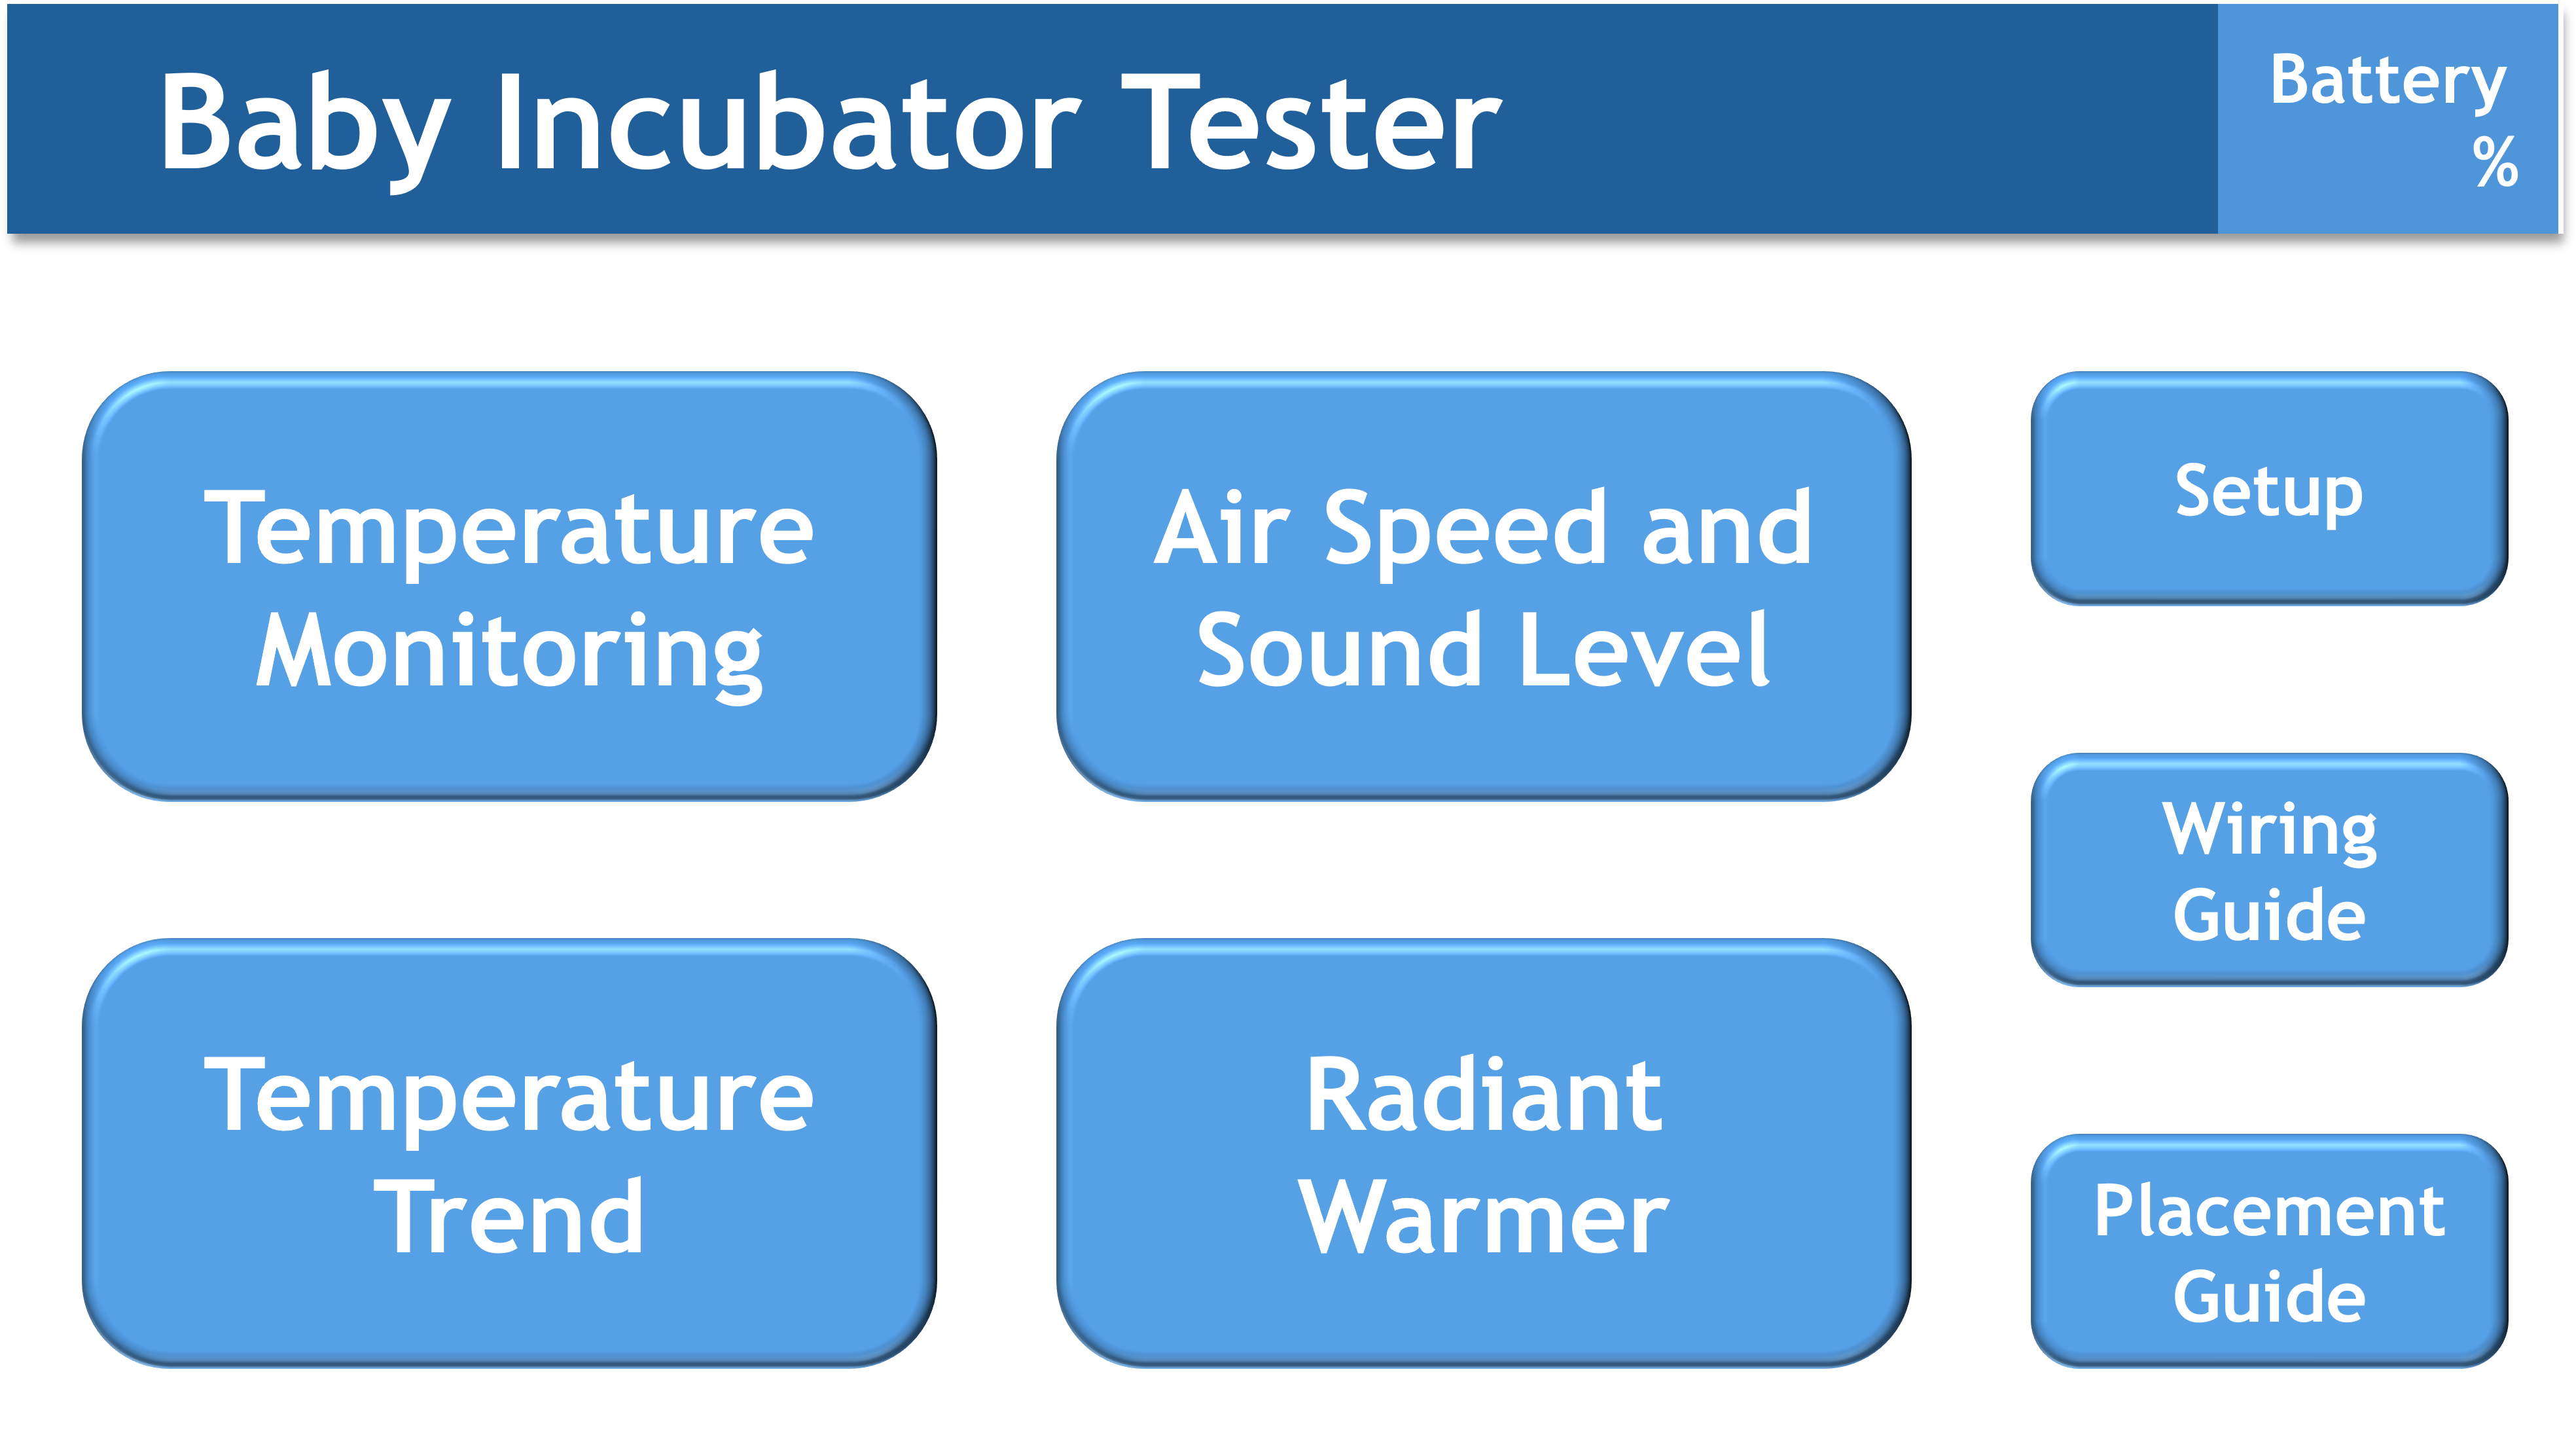 Baby Incubator Tester
Battery
%
Temperature
Monitoring
Air Speed and
Sound Level
Setup
Wiring
Guide
Temperature
Trend
Radiant
Warmer
Placement
Guide